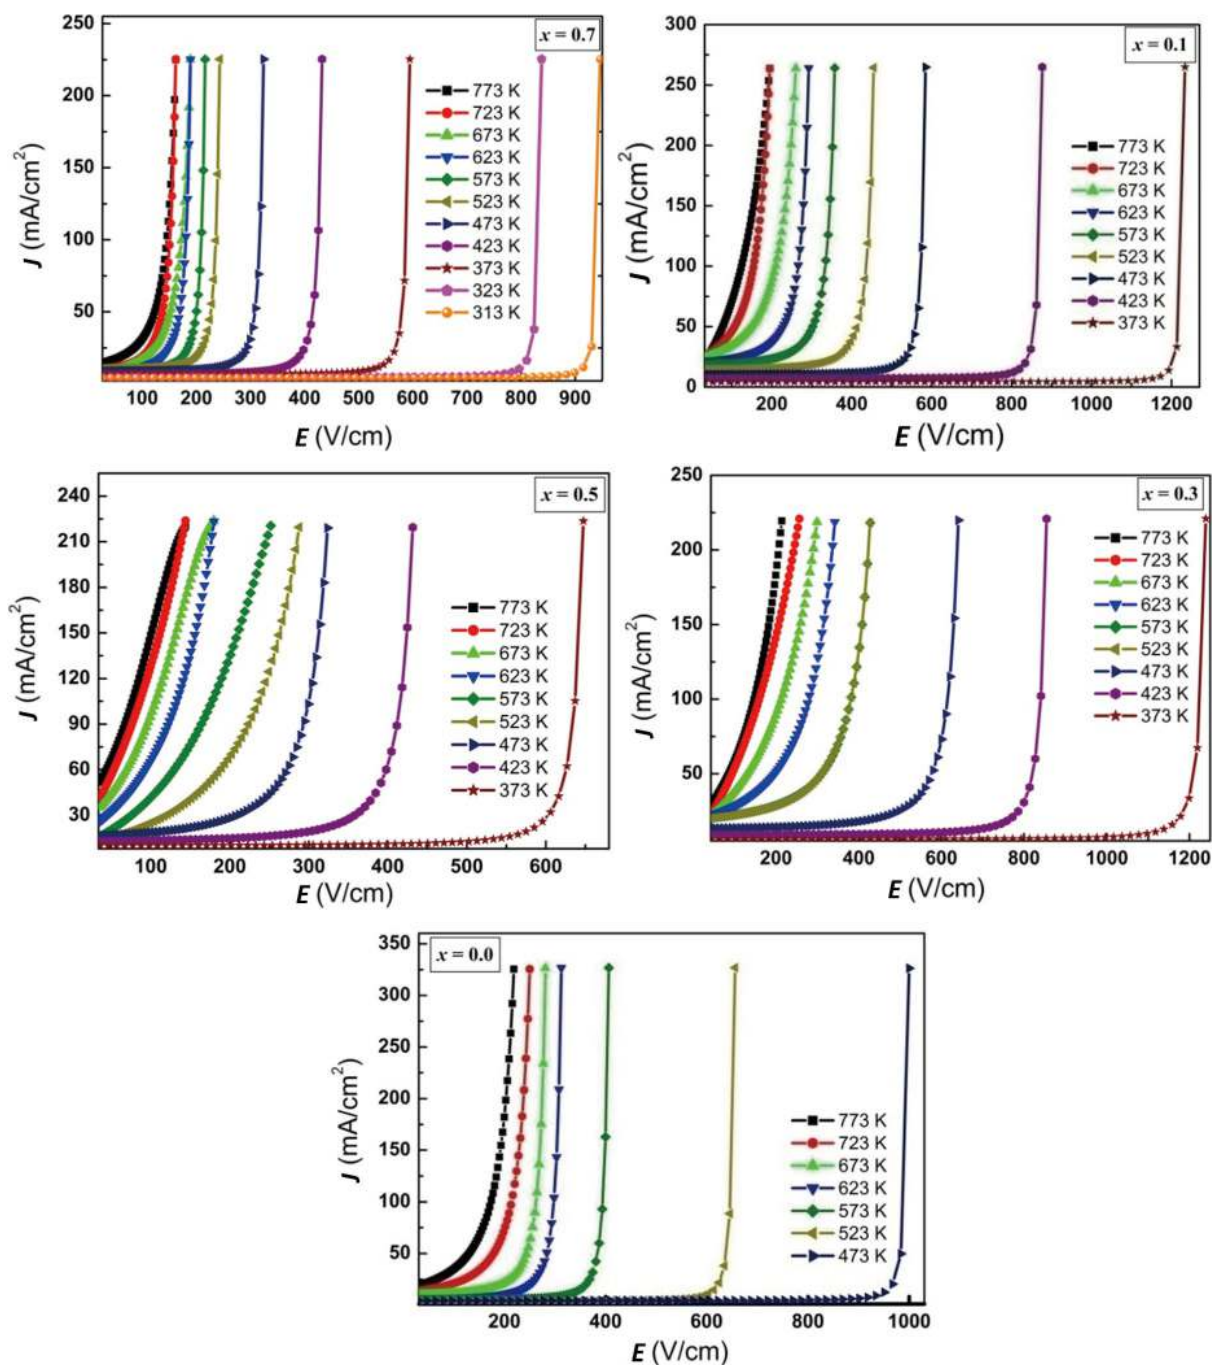 x = 0.7
250
200
150
100
50
J (mA/cm²)
773 K
723 K
673 K
623 K
573 K
523 K
473 K
423 K
373 K
323 K
313 K
100 200 300 400 500 600 700 800 900
E (V/cm)
x = 0.1
300
250
200
150
100
50
0
J (mA/cm²)
773 K
723 K
673 K
623 K
573 K
523 K
473 K
423 K
373 K
200 400 600 800 1000 1200
E (V/cm)
x = 0.5
240
210
180
150
120
90
60
30
J (mA/cm²)
773 K
723 K
673 K
623 K
573 K
523 K
473 K
423 K
373 K
100 200 300 400 500 600
E (V/cm)
x = 0.3
250
200
150
100
50
J (mA/cm²)
773 K
723 K
673 K
623 K
573 K
523 K
473 K
423 K
373 K
200 400 600 800 1000 1200
E (V/cm)
x = 0.0
350
300
250
200
150
100
50
J (mA/cm²)
773 K
723 K
673 K
623 K
573 K
523 K
473 K
200 400 600 800 1000
E (V/cm)